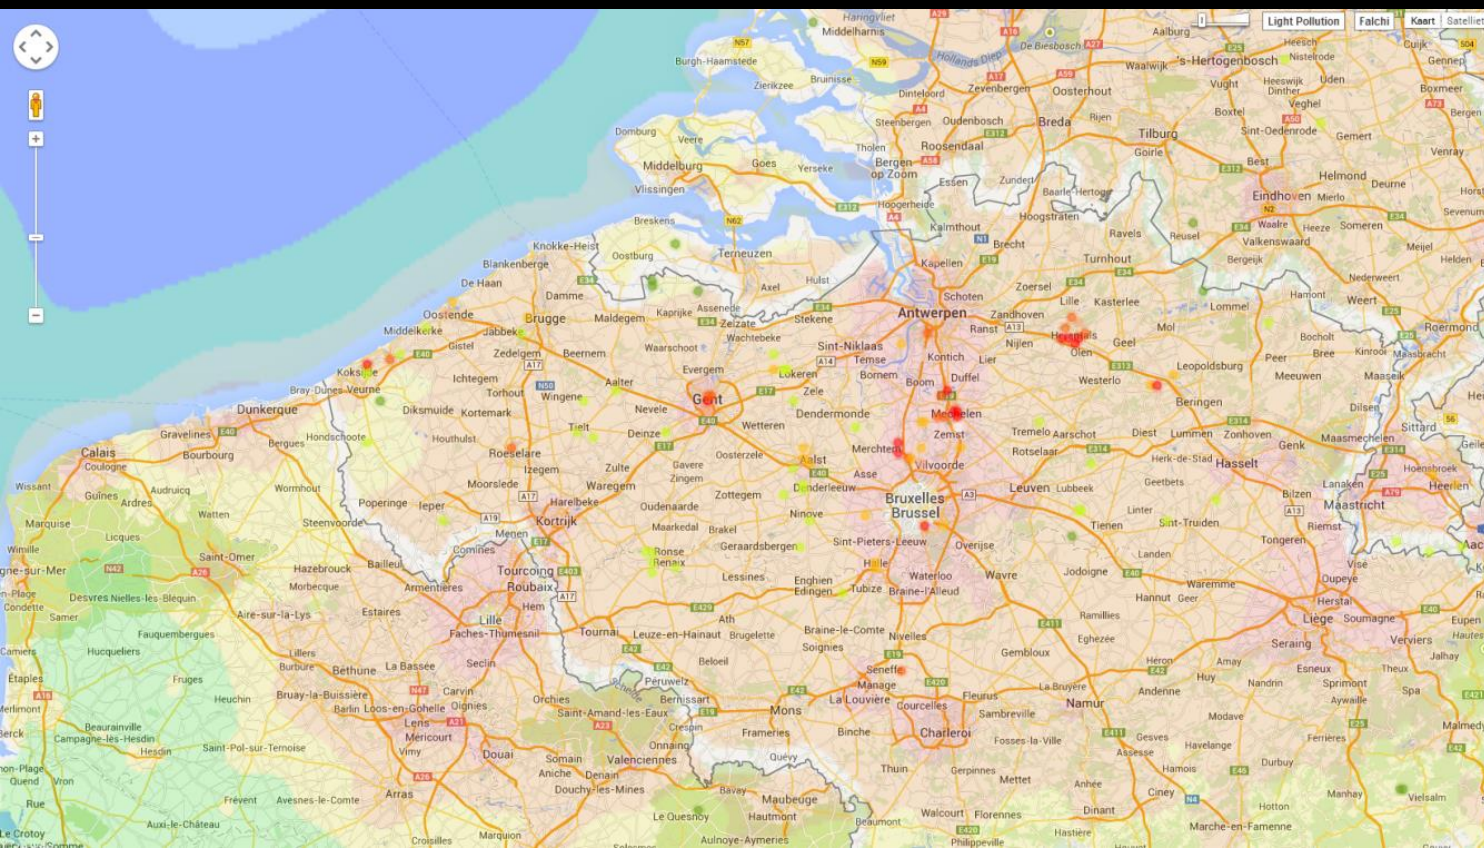 Light Pollution
Falchi
Kaart
Satelliet
Haringvliet
Middelharnis
Hollands Diep
De Biesbosch
Aalburg
's-Hertogenbosch
Heesch
Nistelrode
Cuijk
Gennep
Burgh-Haamstede
Zierikzee
Bruinisse
Dinteloord
Zevenbergen
Oosterhout
Waalwijk
Vught
Heeswijk
Dinther
Uden
Boxmeer
Veghel
Bergen
Steenbergen
Oudenbosch
Breda
Rijen
Tilburg
Boxtel
Sint-Oedenrode
Gemert
Domburg
Veere
Tholen
Roosendaal
Goirle
Venray
Middelburg
Goes
Yerseke
Bergen
op Zoom
Best
Helmond
Deurne
Vlissingen
Essen
Zundert
Baarle-Hertog
Eindhoven
Mierlo
Hoogerheide
Breskens
Kalmthout
Hoogstraten
Ravels
Reusel
Waalre
Heeze
Someren
Valkenswaard
Meijel
Knokke-Heist
Oostburg
Terneuzen
Brecht
Turnhout
Bergeijk
Helden
Blankenberge
Kapellen
Nederweert
De Haan
Damme
Axel
Hulst
Schoten
Zoersel
Lille
Kasterlee
Lommel
Hamont
Weert
Oostende
Brugge
Maldegem
Kaprijke
Assenede
Zelzate
Stekene
Antwerpen
Zandhoven
Middelkerke
Jabbeke
Wachtebeke
Ranst
Herentals
Mol
Roermond
Gistel
Zedelgem
Beernem
Waarschoot
Sint-Niklaas
Temse
Kontich
Lier
Nijlen
Olen
Geel
Bocholt
Peer
Bree
Kinrooi
Maasbracht
Koksijde
Evergem
Lokeren
Bornem
Boom
Duffel
Westerlo
Leopoldsburg
Meeuwen
Maaseik
Bray-Dunes
Veurne
Ichtegem
Torhout
Wingene
Aalter
Zele
Beringen
Dunkerque
Diksmuide
Kortemark
Nevele
Gent
Dendermonde
Mechelen
Dilsen
Gravelines
Bergues
Hondschoote
Houthulst
Tielt
Deinze
Wetteren
Zemst
Tremelo
Aarschot
Diest
Lummen
Zonhoven
Genk
Maasmechelen
Sittard
Calais
Coulogne
Bourbourg
Roeselare
Oosterzele
Aalst
Merchtem
Vilvoorde
Rotselaar
Herk-de-Stad
Hasselt
Hoensbroek
Wissant
Guînes
Ardres
Audruicq
Wormhout
Izegem
Moorslede
Zulte
Waregem
Gavere
Zingem
Denderleeuw
Asse
Leuven
Lubbeek
Geetbets
Bilzen
Lanaken
Heerlen
Maastricht
Marquise
Watten
Poperinge
Ieper
Harelbeke
Kortrijk
Oudenaarde
Zottegem
Ninove
Bruxelles
Brussel
Linter
Sint-Truiden
Riemst
Licques
Steenvoorde
Menen
Maarkedal
Brakel
Tienen
Wimille
Saint-Omer
Comines
Ronse
Renaix
Geraardsbergen
Sint-Pieters-Leeuw
Overijse
Landen
Tongeren
Hazebrouck
Bailleul
Tourcoing
Roubaix
Lessines
Enghien
Edingen
Halle
Tubize
Waterloo
Braine-l'Alleud
Wavre
Jodoigne
Waremme
Hannut
Geer
Visé
Oupeye
Herstal
Desvres
Nielles-lès-Bléquin
Morbecque
Armentières
Samer
Aire-sur-la-Lys
Estaires
Hem
Lille
Faches-Thumesnil
Tournai
Leuze-en-Hainaut
Ath
Brugelette
Braine-le-Comte
Soignies
Nivelles
Ramillies
Eghezée
Liège
Soumagne
Eupen
Fauquembergues
Hucqueliers
Lillers
Burbure
Béthune
La Bassée
Seclin
Péruwelz
Beloeil
Gembloux
Seraing
Verviers
Jalhay
Étaples
Fruges
Heuchin
Bruay-la-Buissière
Barlin
Loos-en-Gohelle
Carvin
Oignies
Orchies
Bernissart
Saint-Amand-les-Eaux
Seneffe
Manage
La Louvière
Courcelles
Fleurus
La Bruyère
Héron
Amay
Huy
Andenne
Nandrin
Esneux
Theux
Sprimont
Spa
Aywaille
Beaurainville
Campagne-lès-Hesdin
Hesdin
Saint-Pol-sur-Ternoise
Lens
Méricourt
Vimy
Douai
Crespin
Onnaing
Mons
Frameries
Binche
Charleroi
Sambreville
Namur
Fosses-la-Ville
Modave
Gesves
Assesse
Havelange
Ferrières
Malmedy
Quend
Vron
Somain
Aniche
Denain
Valenciennes
Douchy-les-Mines
Quévy
Thuin
Gerpinnes
Mettet
Hamois
Ciney
Durbuy
Rue
Frévent
Avesnes-le-Comte
Arras
Bavay
Maubeuge
Hautmont
Le Quesnoy
Walcourt
Florennes
Anhée
Dinant
Hotton
Manhay
Vielsalm
Le Crotoy
Auxi-le-Château
Croisilles
Marquion
Aulnoye-Aymeries
Beaumont
Philippeville
Hastière
Marche-en-Famenne